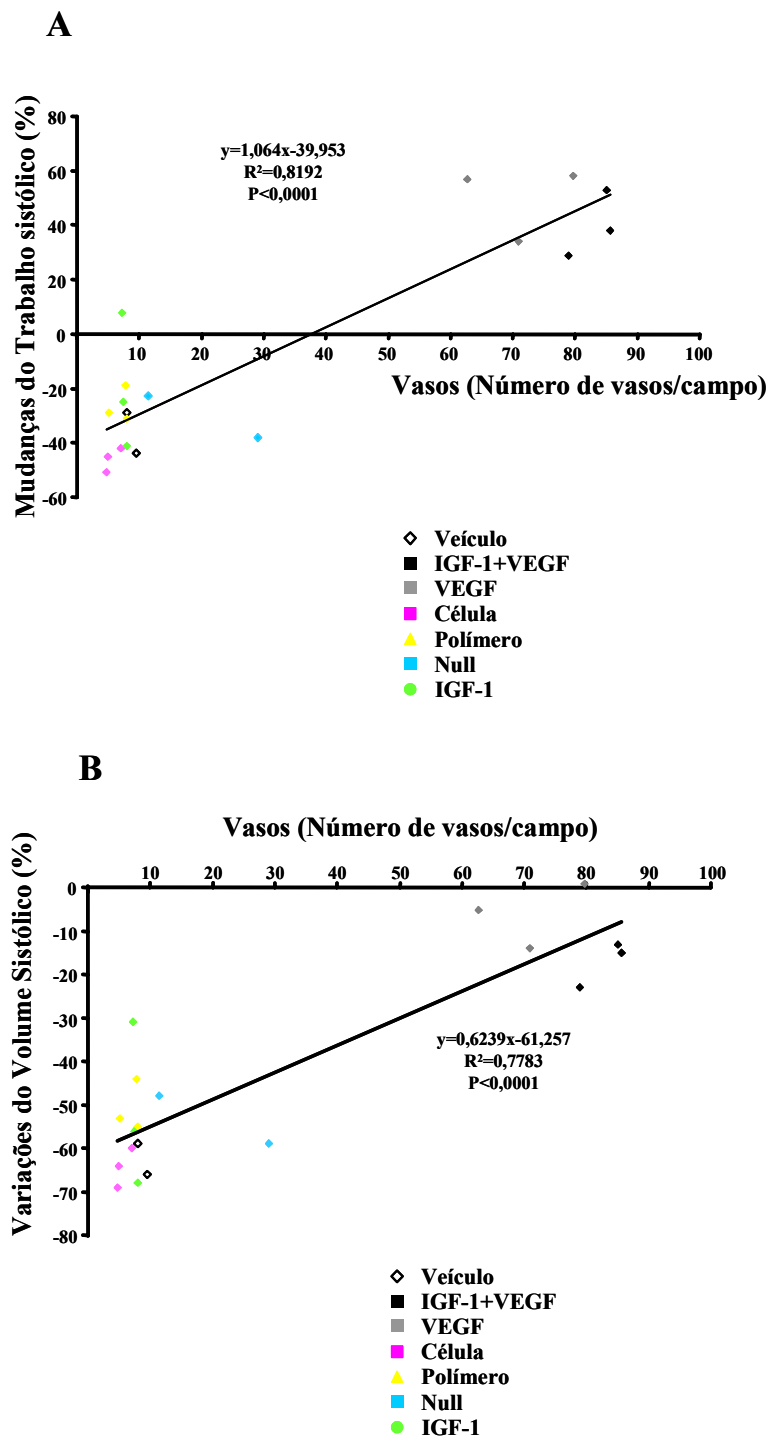 A
Mudanças do Trabalho sistólico (%)
80
60
40
20
0
-20
-40
-60
y=1,064x-39,953
R²=0,8192
P<0,0001
10 20 30 40 50 60 70 80 90 100
Vasos (Número de vasos/campo)
Veículo
IGF-1+VEGF
VEGF
Célula
Polímero
Null
IGF-1
B
Vasos (Número de vasos/campo)
10 20 30 40 50 60 70 80 90 100
Variações do Volume Sistólico (%)
0
-10
-20
-30
-40
-50
-60
-70
-80
y=0,6239x-61,257
R²=0,7783
P<0,0001
Veículo
IGF-1+VEGF
VEGF
Célula
Polímero
Null
IGF-1